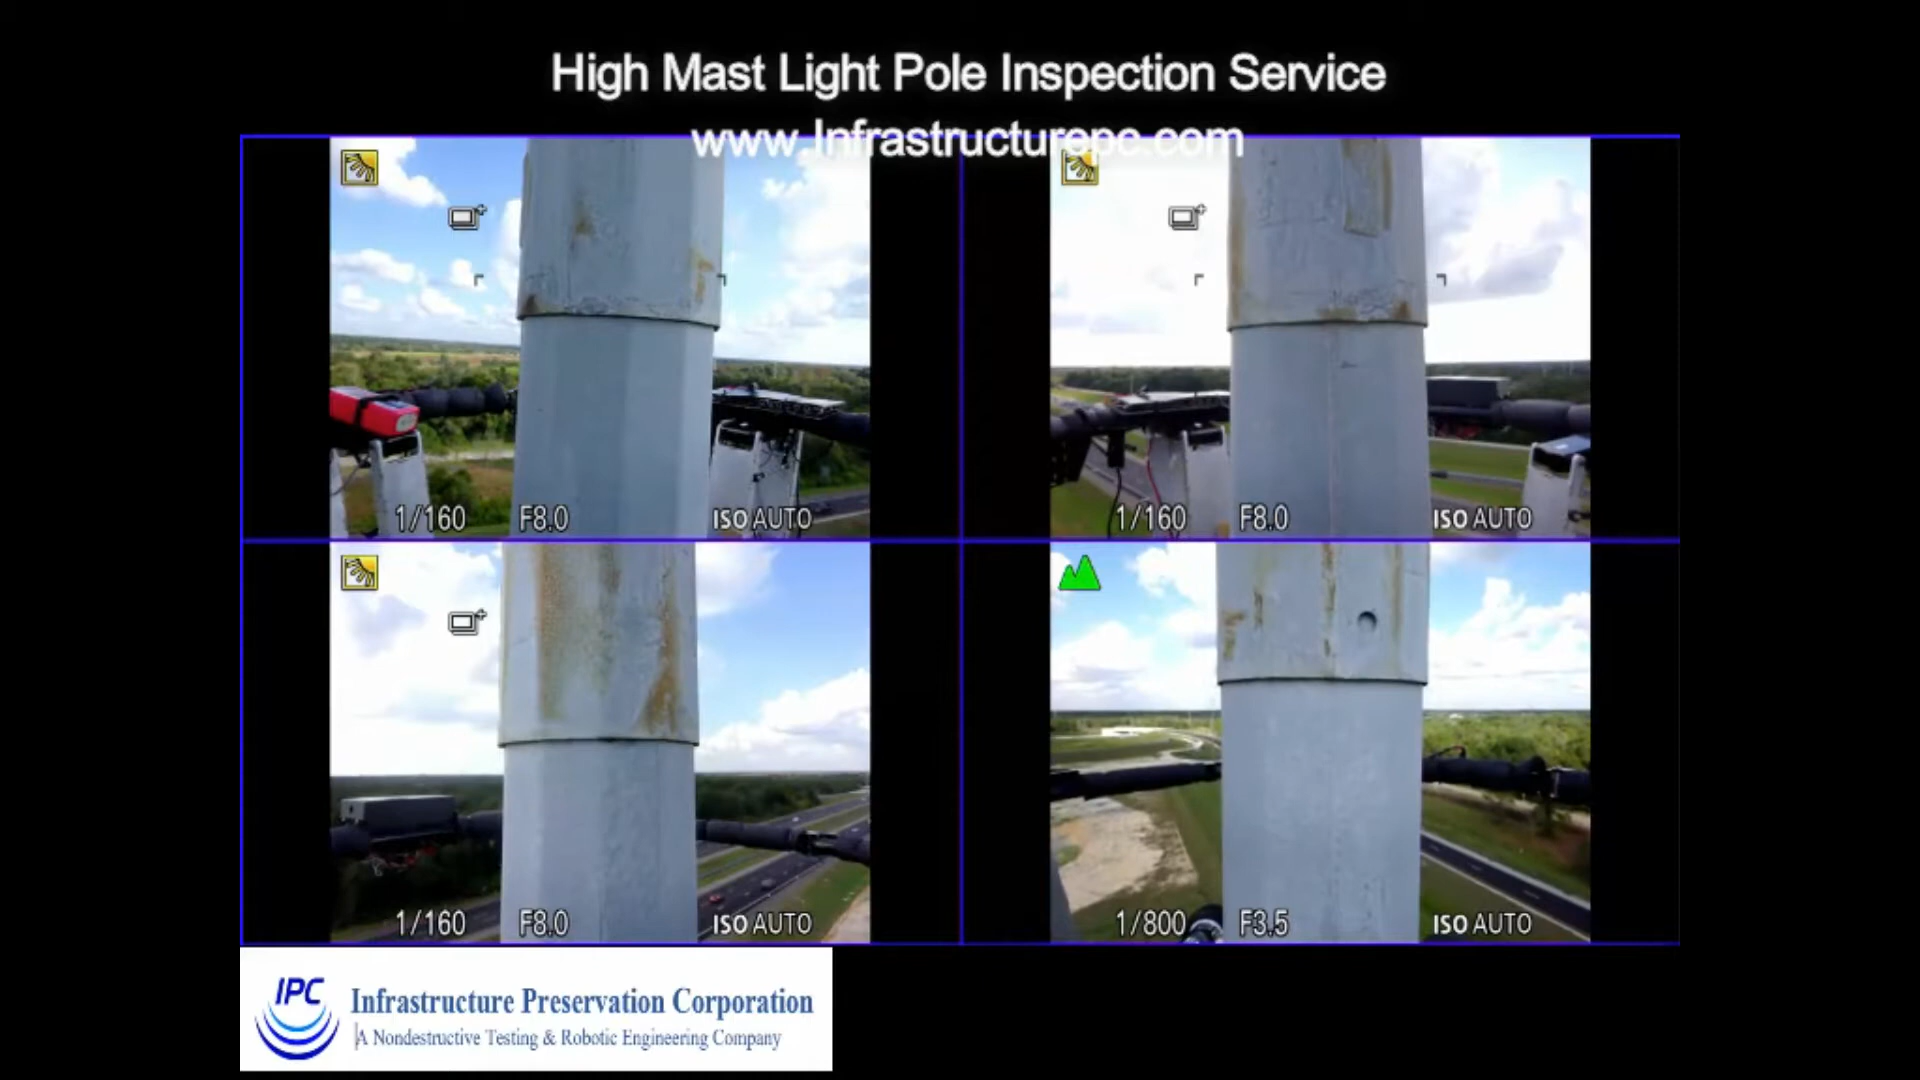 High Mast Light Pole Inspection Service
www.Infrastructurepc.com
1/160 F8.0 ISO AUTO
1/160 F8.0 ISO AUTO
1/160 F8.0 ISO AUTO
1/800 F3.5 ISO AUTO
IPC
Infrastructure Preservation Corporation
A Nondestructive Testing & Robotic Engineering Company